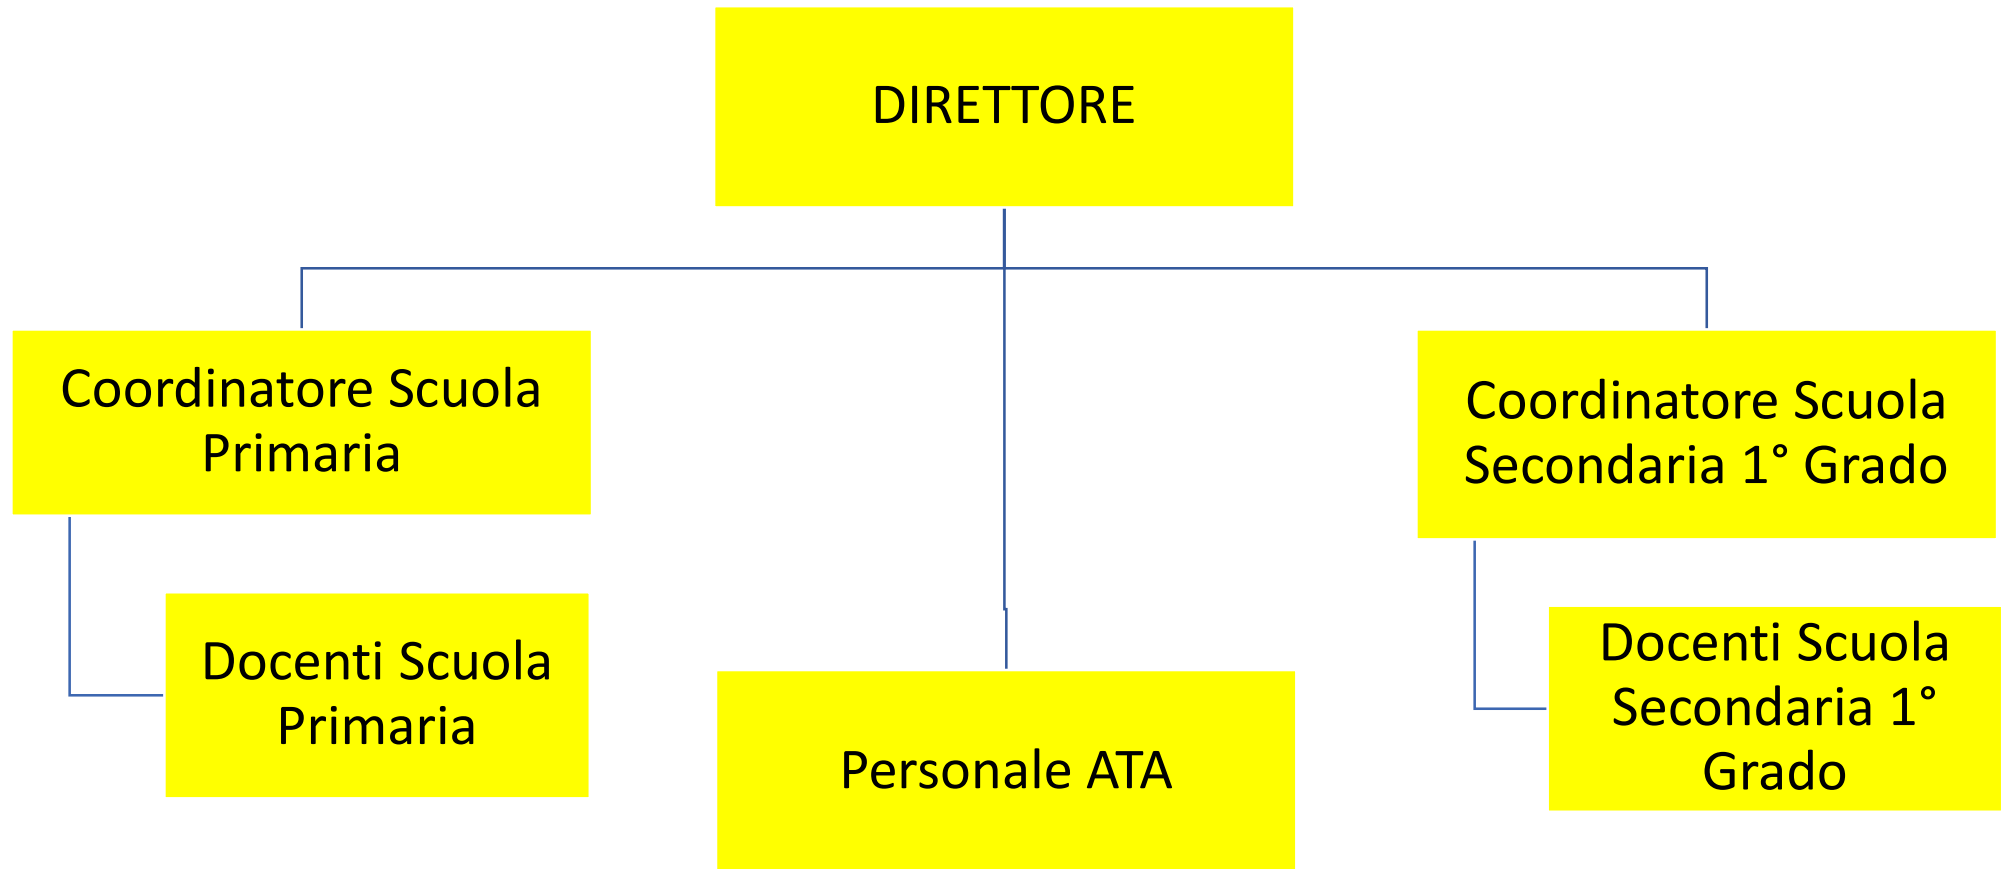 DIRETTORE
Coordinatore Scuola
Primaria
Coordinatore Scuola
Secondaria 1° Grado
Docenti Scuola
Primaria
Docenti Scuola
Secondaria 1°
Grado
Personale ATA